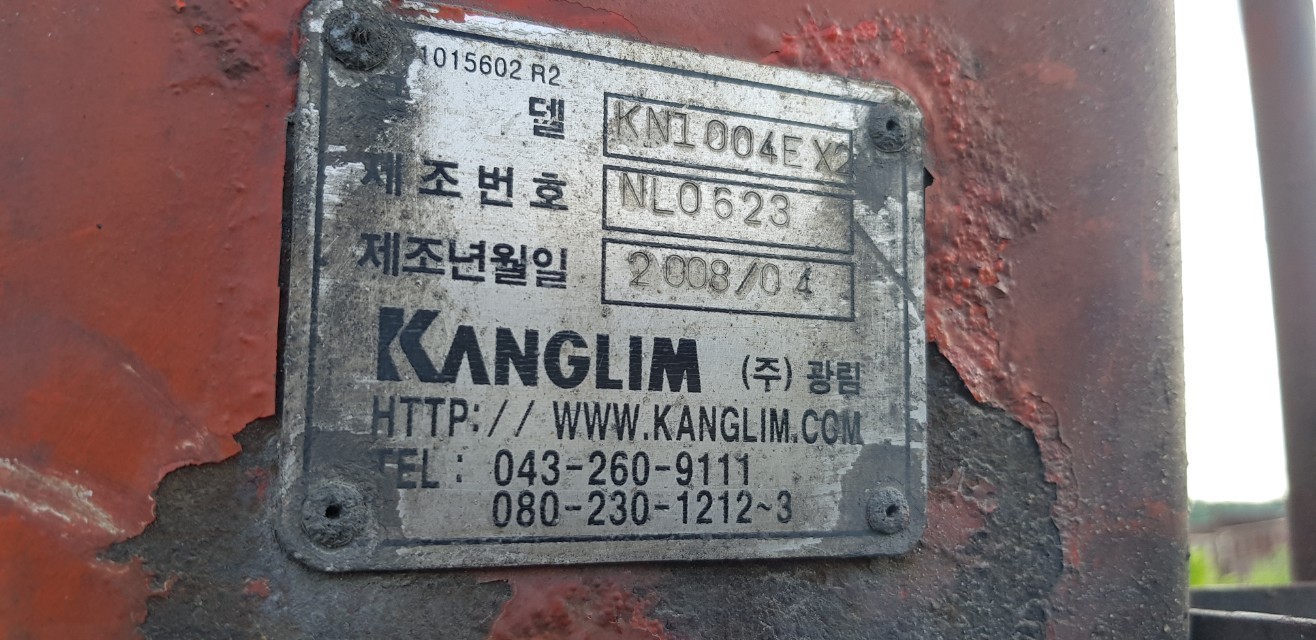 1015602 R2
델 KN1004EX2
제조번호 NL0623
제조년월일 2008/04
KANGLIM (주) 광림
HTTP:// WWW.KANGLIM.COM
TEL : 043-260-9111
080-230-1212~3